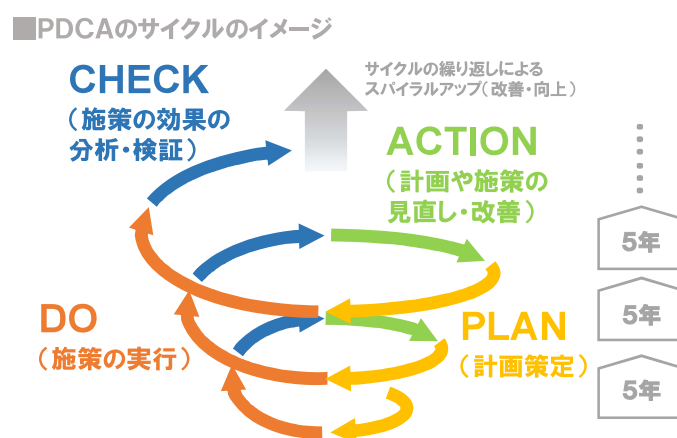 ■PDCAのサイクルのイメージ
CHECK
（施策の効果の
分析・検証）
サイクルの繰り返しによる
スパイラルアップ（改善・向上）
ACTION
（計画や施策の
見直し・改善）
5年
DO
（施策の実行）
PLAN
（計画策定）
5年
5年